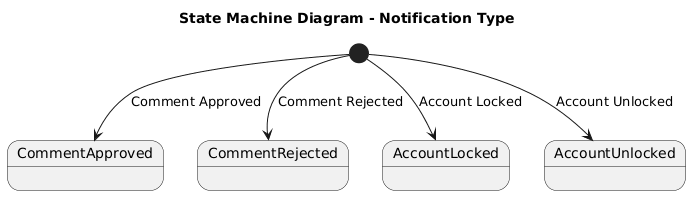 State Machine Diagram - Notification Type
Comment Approved
Comment Rejected
Account Locked
Account Unlocked
CommentApproved
CommentRejected
AccountLocked
AccountUnlocked